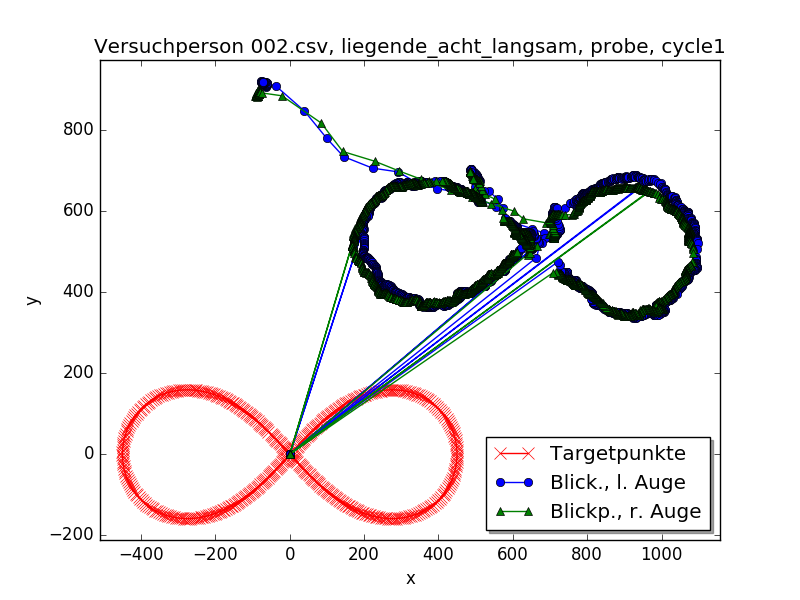 Versuchperson 002.csv, liegende_acht_langsam, probe, cycle1
y
800
600
400
200
0
−200
−400 −200 0 200 400 600 800 1000
x
Targetpunkte
Blick., l. Auge
Blickp., r. Auge